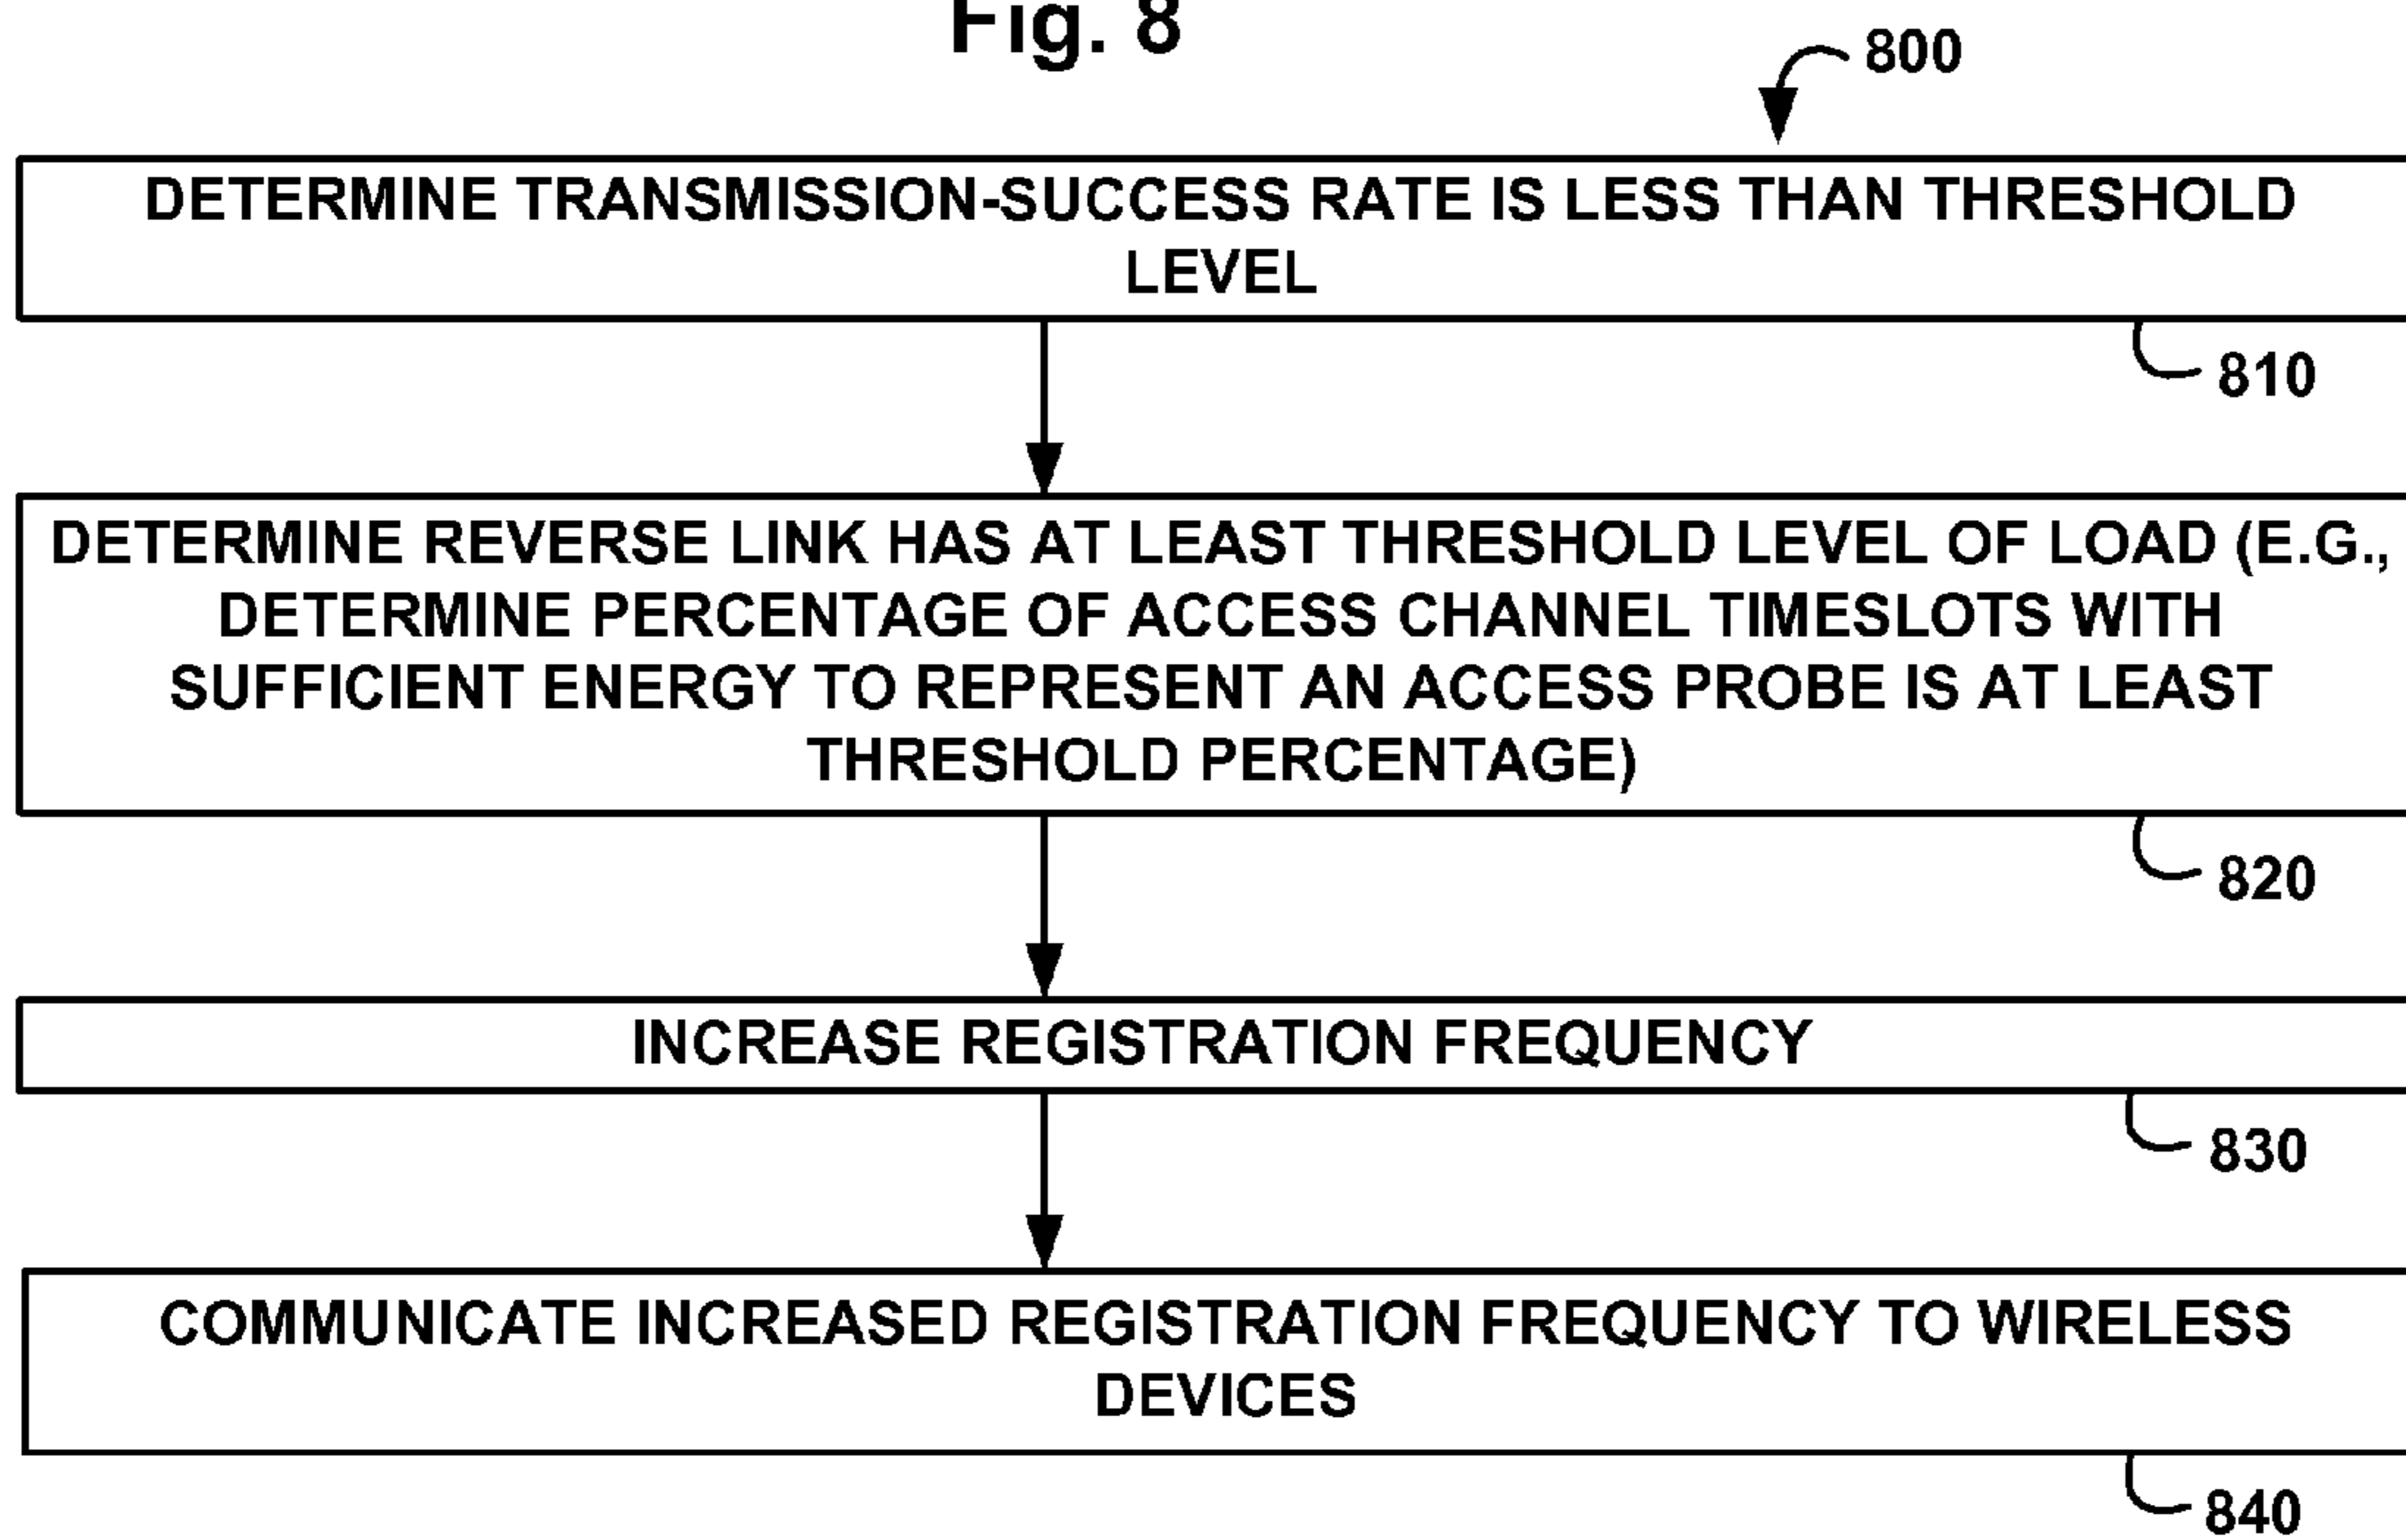 Fig. 8
800
DETERMINE TRANSMISSION-SUCCESS RATE IS LESS THAN THRESHOLD
LEVEL
810
DETERMINE REVERSE LINK HAS AT LEAST THRESHOLD LEVEL OF LOAD (E.G.,
DETERMINE PERCENTAGE OF ACCESS CHANNEL TIMESLOTS WITH
SUFFICIENT ENERGY TO REPRESENT AN ACCESS PROBE IS AT LEAST
THRESHOLD PERCENTAGE)
820
INCREASE REGISTRATION FREQUENCY
830
COMMUNICATE INCREASED REGISTRATION FREQUENCY TO WIRELESS
DEVICES
840